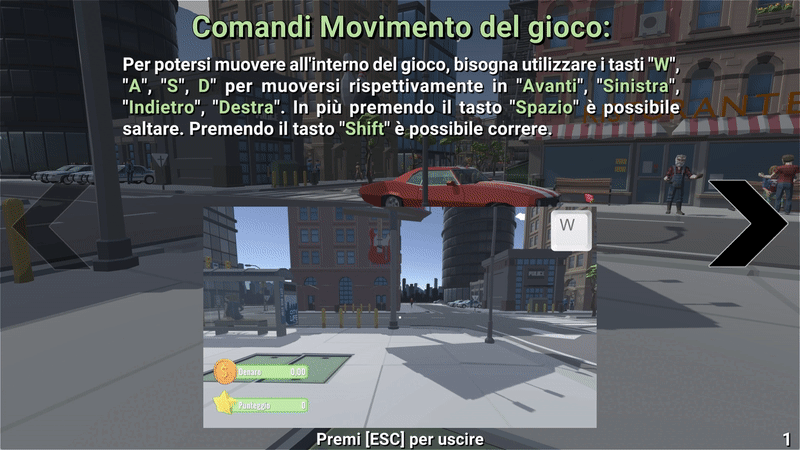 Comandi Movimento del gioco:
Per potersi muovere all'interno del gioco, bisogna utilizzare i tasti "W",
"A", "S", D" per muoversi rispettivamente in "Avanti", "Sinistra",
"Indietro", "Destra". In più premendo il tasto "Spazio" è possibile
saltare. Premendo il tasto "Shift" è possibile correre.
W
Denaro 0,00
Punteggio 0
Premi [ESC] per uscire
1